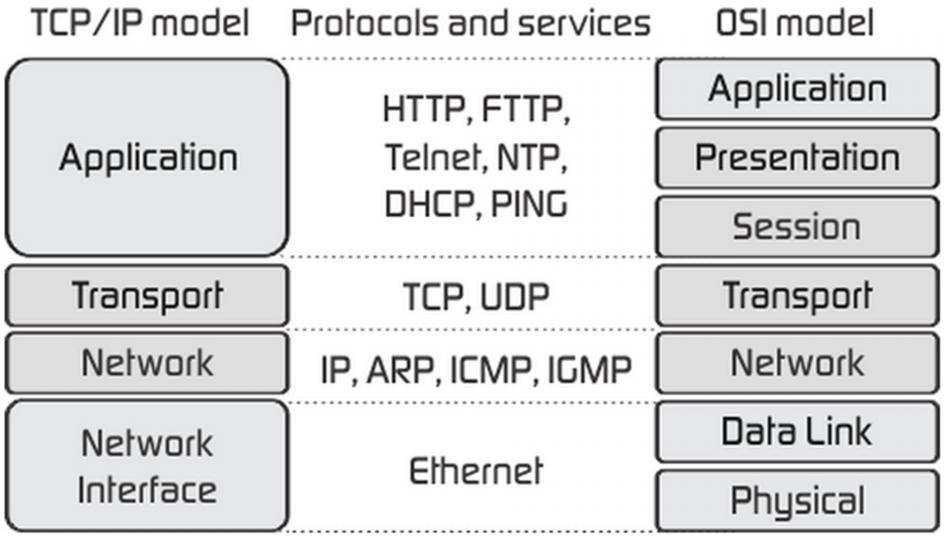 TCP/IP model
Protocols and services
OSI model
Application
HTTP, FTTP,
Telnet, NTP,
DHCP, PING
Application
Presentation
Session
Transport
TCP, UDP
Transport
Network
IP, ARP, ICMP, IGMP
Network
Network
Interface
Ethernet
Data Link
Physical